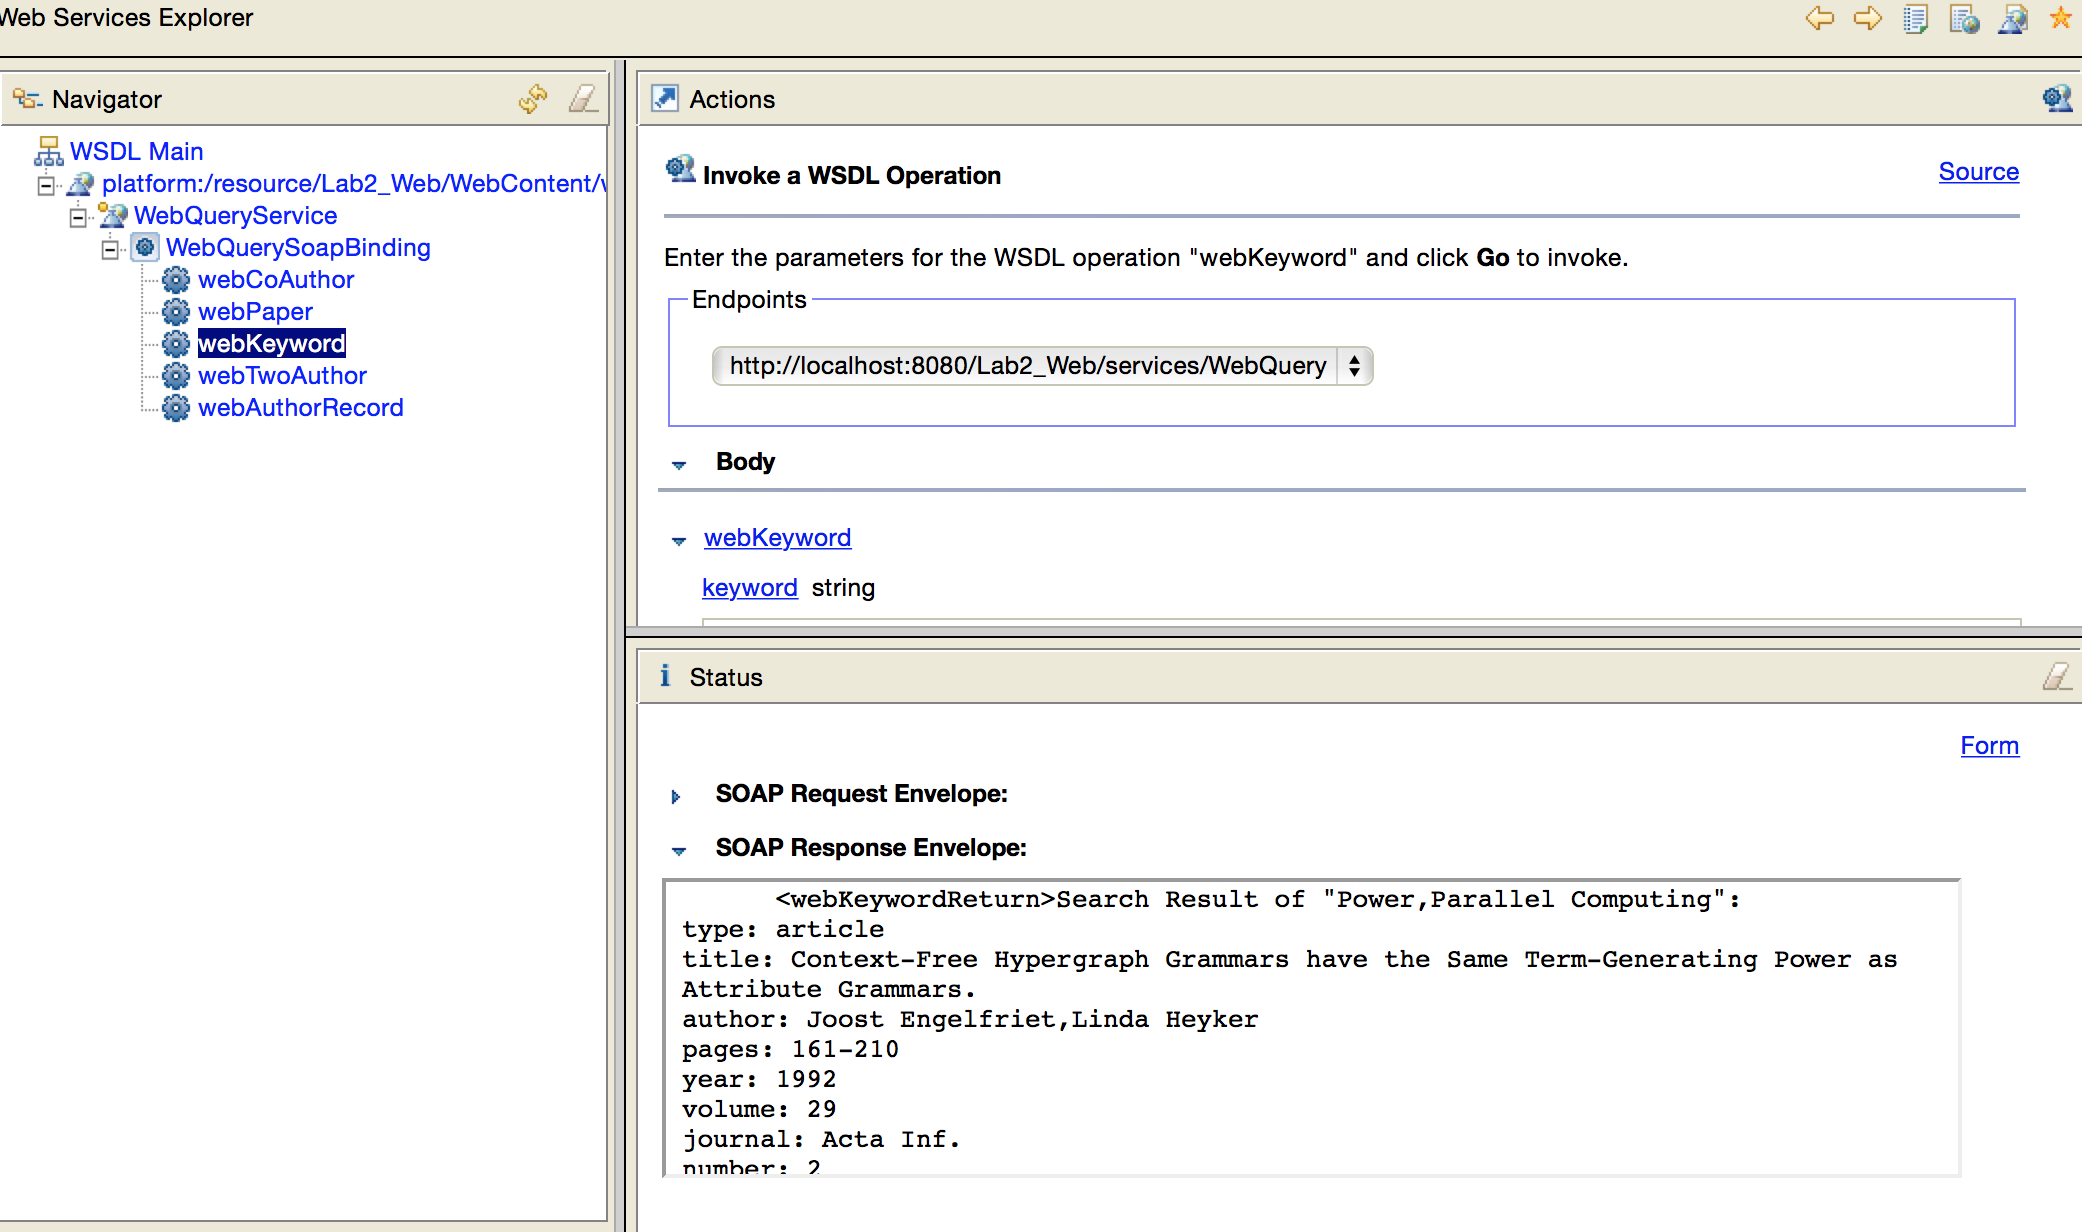 Web Services Explorer
Navigator
WSDL Main
platform:/resource/Lab2_Web/WebContent/
WebQueryService
WebQuerySoapBinding
webCoAuthor
webPaper
webKeyword
webTwoAuthor
webAuthorRecord
Actions
Invoke a WSDL Operation
Source
Enter the parameters for the WSDL operation "webKeyword" and click Go to invoke.
Endpoints
http://localhost:8080/Lab2_Web/services/WebQuery
Body
webKeyword
keyword string
Status
Form
SOAP Request Envelope:
SOAP Response Envelope:
<webKeywordReturn>Search Result of "Power,Parallel Computing":
type: article
title: Context-Free Hypergraph Grammars have the Same Term-Generating Power as
Attribute Grammars.
author: Joost Engelfriet,Linda Heyker
pages: 161-210
year: 1992
volume: 29
journal: Acta Inf.
number: 2